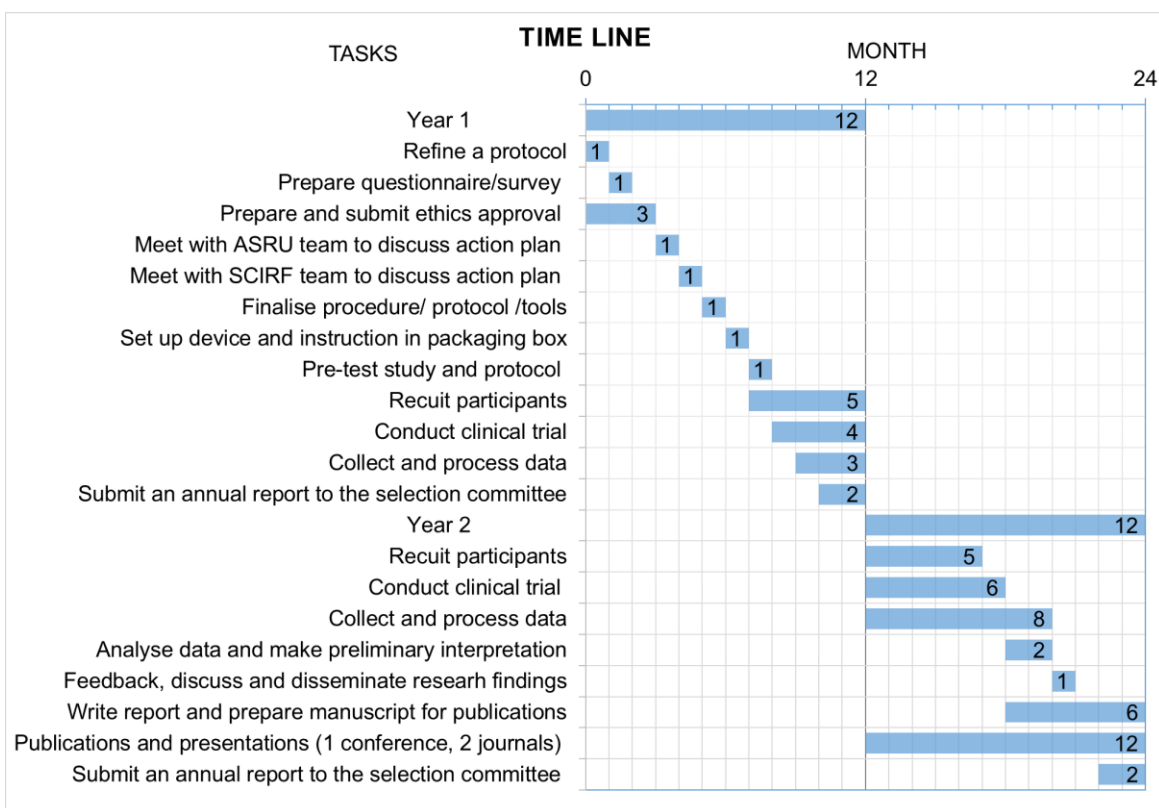 TIME LINE
TASKS MONTH
0 12 24
Year 1 12
Refine a protocol 1
Prepare questionnaire/survey 1
Prepare and submit ethics approval 3
Meet with ASRU team to discuss action plan 1
Meet with SCIRF team to discuss action plan 1
Finalise procedure/ protocol /tools 1
Set up device and instruction in packaging box 1
Pre-test study and protocol 1
Recuit participants 5
Conduct clinical trial 4
Collect and process data 3
Submit an annual report to the selection committee 2
Year 2 12
Recuit participants 5
Conduct clinical trial 6
Collect and process data 8
Analyse data and make preliminary interpretation 2
Feedback, discuss and disseminate researh findings 1
Write report and prepare manuscript for publications 6
Publications and presentations (1 conference, 2 journals) 12
Submit an annual report to the selection committee 2